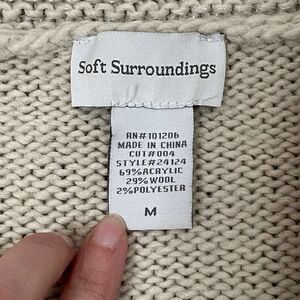 Soft Surroundings
RN#101206
MADE IN CHINA
CUT#004
STYLE#24124
69%ACRYLIC
29%WOOL
2%POLYESTER
M